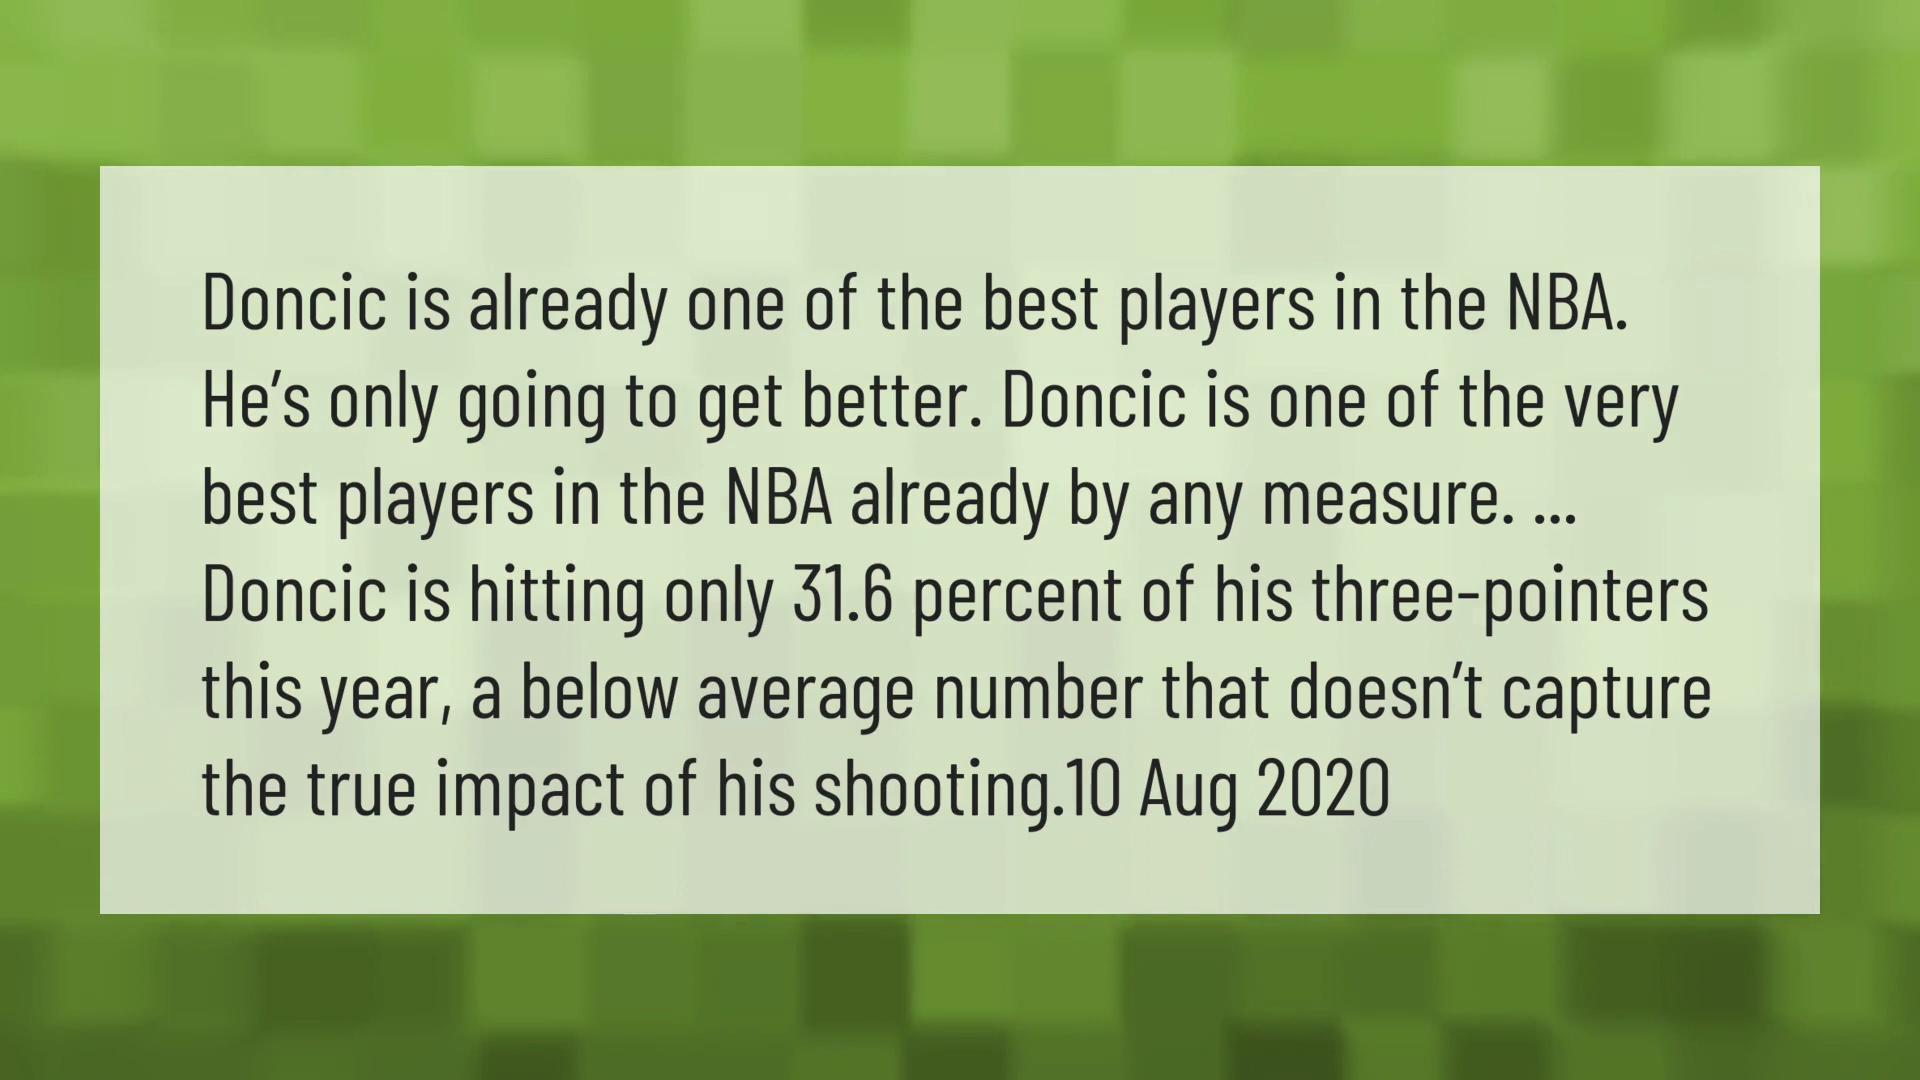 Doncic is already one of the best players in the NBA.
He’s only going to get better. Doncic is one of the very
best players in the NBA already by any measure. ...
Doncic is hitting only 31.6 percent of his three-pointers
this year, a below average number that doesn’t capture
the true impact of his shooting.10 Aug 2020